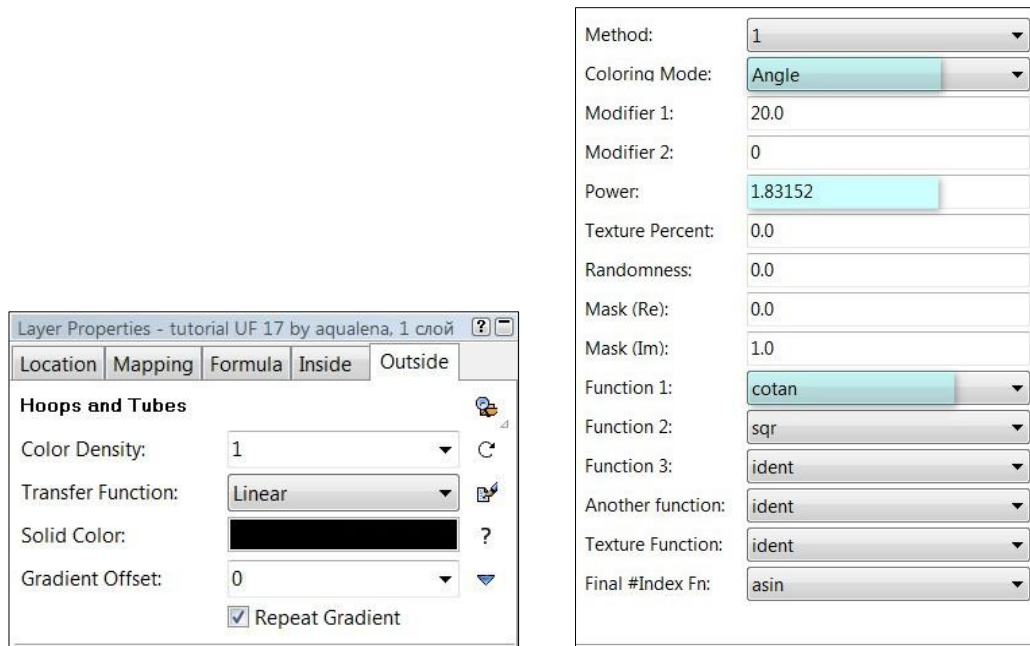 Layer Properties - tutorial UF 17 by aqualena, 1 слой
Location Mapping Formula Inside Outside
Hoops and Tubes
Color Density: 1
Transfer Function: Linear
Solid Color:
Gradient Offset: 0
Repeat Gradient
Method: 1
Coloring Mode: Angle
Modifier 1: 20.0
Modifier 2: 0
Power: 1.83152
Texture Percent: 0.0
Randomness: 0.0
Mask (Re): 0.0
Mask (Im): 1.0
Function 1: cotan
Function 2: sqr
Function 3: ident
Another function: ident
Texture Function: ident
Final #Index Fn: asin